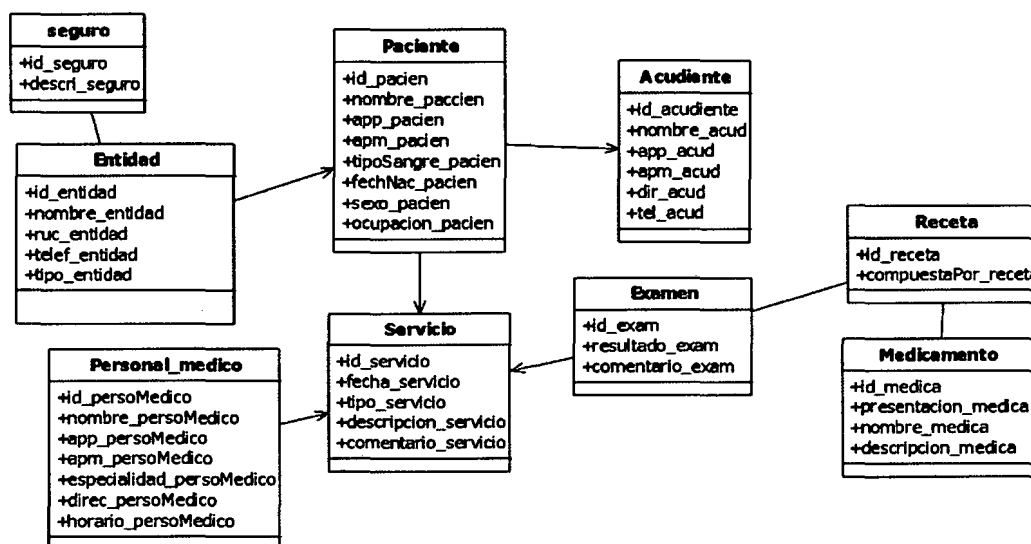 seguro
+id_seguro
+descri_seguro
Entidad
+id_entidad
+nombre_entidad
+ruc_entidad
+telef_entidad
+tipo_entidad
Paciente
+id_pacien
+nombre_paccien
+app_pacien
+apm_pacien
+tipoSangre_pacien
+fechNac_pacien
+sexo_pacien
+ocupacion_pacien
Acudiente
+id_acudiente
+nombre_acud
+app_acud
+apm_acud
+dir_acud
+tel_acud
Receta
+id_receta
+compuestaPor_receta
Examen
+id_exam
+resultado_exam
+comentario_exam
Servicio
+id_servicio
+fecha_servicio
+tipo_servicio
+descripcion_servicio
+comentario_servicio
Personal_medico
+id_persoMedico
+nombre_persoMedico
+app_persoMedico
+apm_persoMedico
+especialidad_persoMedico
+direc_persoMedico
+horario_persoMedico
Medicamento
+id_medica
+presentacion_medica
+nombre_medica
+descripcion_medica